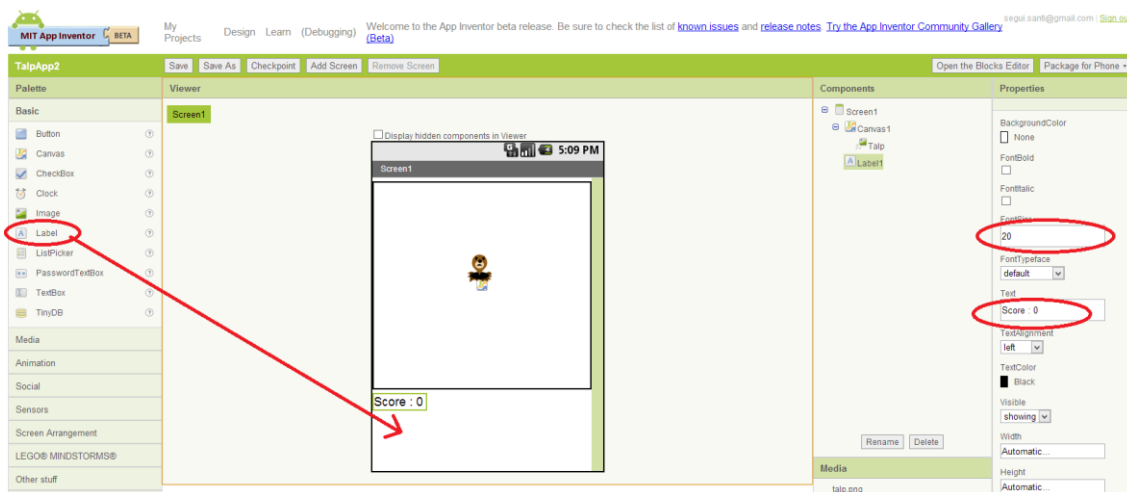 segui.santi@gmail.com | Sign ou
MIT App Inventor BETA
My Projects
Design Learn (Debugging)
Welcome to the App Inventor beta release. Be sure to check the list of known issues and release notes. Try the App Inventor Community Gallery
(Beta)
TalpApp2
Save Save As Checkpoint Add Screen Remove Screen
Open the Blocks Editor Package for Phone
Palette
Basic
Button
Canvas
CheckBox
Clock
Image
Label
ListPicker
PasswordTextBox
TextBox
TinyDB
Media
Animation
Social
Sensors
Screen Arrangement
LEGO® MINDSTORMS®
Other stuff
Viewer
Screen1
Display hidden components in Viewer
5:09 PM
Screen1
Score : 0
Components
Screen1
Canvas1
Talp
Label1
Rename Delete
Media
talp.png
Properties
BackgroundColor
None
FontBold
FontItalic
FontSize
20
FontTypeface
default
Text
Score : 0
TextAlignment
left
TextColor
Black
Visible
showing
Width
Automatic...
Height
Automatic...